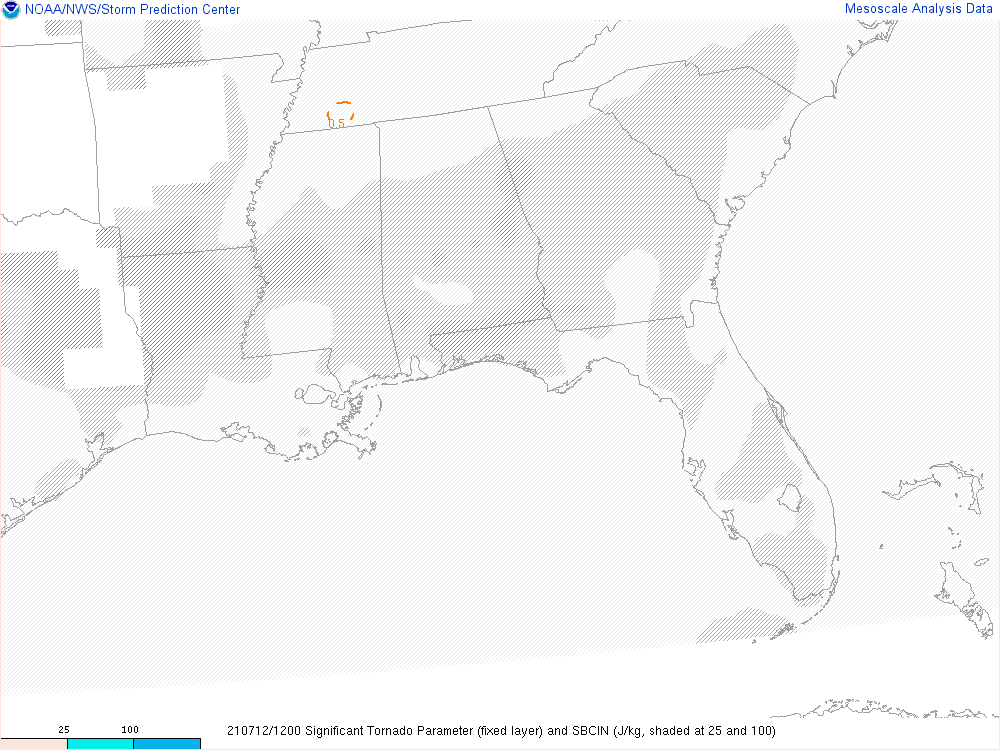 NOAA/NWS/Storm Prediction Center
Mesoscale Analysis Data
0.5
25 100
210712/1200 Significant Tornado Parameter (fixed layer) and SBCIN (J/kg, shaded at 25 and 100)